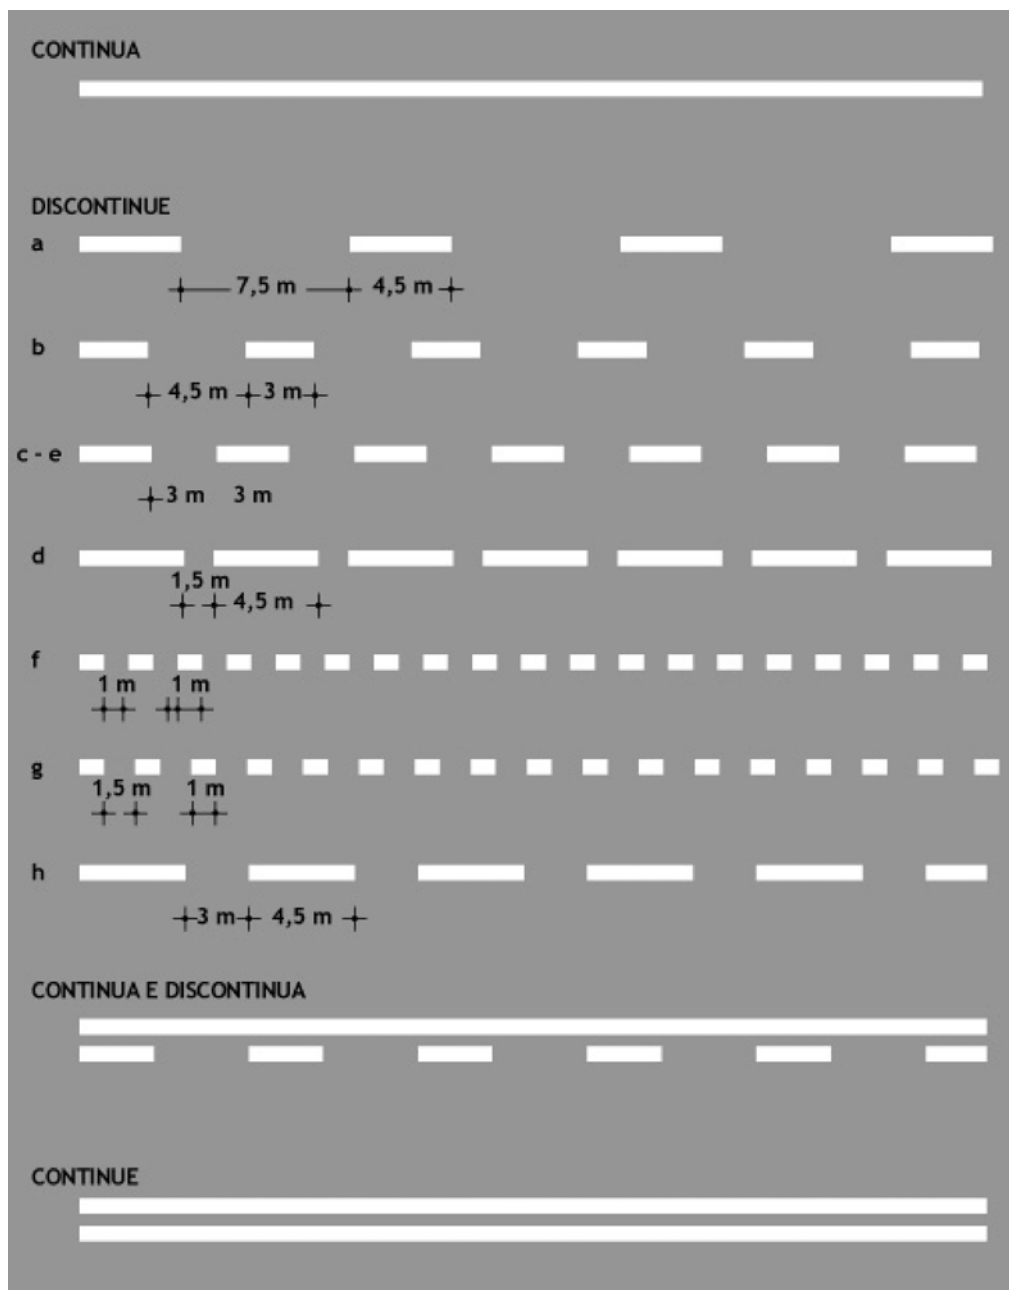 CONTINUA
DISCONTINUE
a
7,5 m 4,5 m
b
4,5 m 3 m
c - e
3 m 3 m
d
1,5 m
4,5 m
f
1 m 1 m
g
1,5 m 1 m
h
3 m 4,5 m
CONTINUA E DISCONTINUA
CONTINUE